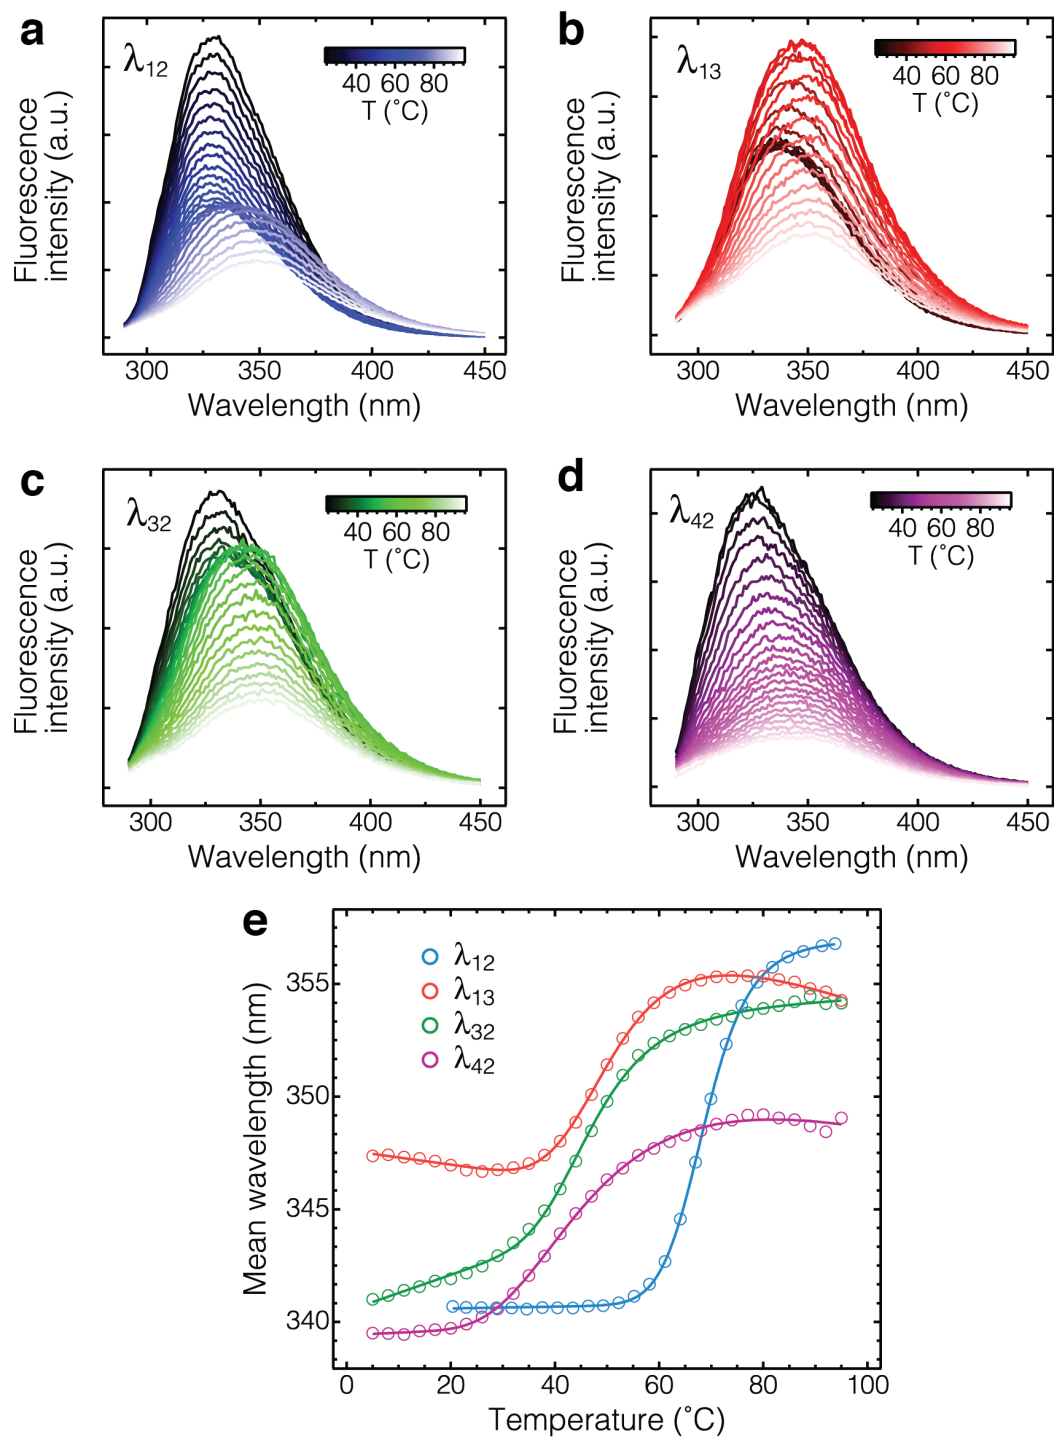 a
λ12
40 60 80
T (˚C)
Fluorescence
intensity (a.u.)
300 350 400 450
Wavelength (nm)
b
λ13
40 60 80
T (˚C)
Fluorescence
intensity (a.u.)
300 350 400 450
Wavelength (nm)
c
λ32
40 60 80
T (˚C)
Fluorescence
intensity (a.u.)
300 350 400 450
Wavelength (nm)
d
λ42
40 60 80
T (˚C)
Fluorescence
intensity (a.u.)
300 350 400 450
Wavelength (nm)
e
λ12
λ13
λ32
λ42
Mean wavelength (nm)
355
350
345
340
0 20 40 60 80 100
Temperature (˚C)